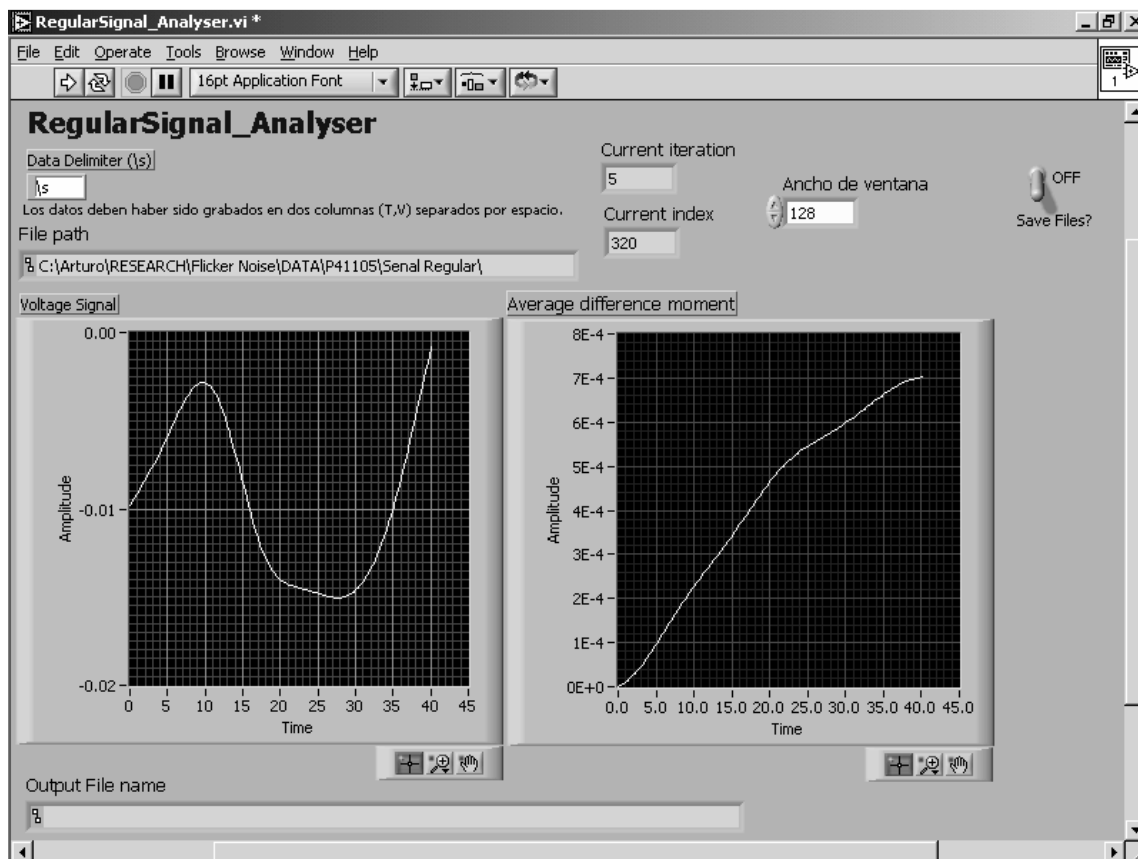 RegularSignal_Analyser.vi *
File Edit Operate Tools Browse Window Help
16pt Application Font
1
RegularSignal_Analyser
Data Delimiter (\s)
\s
Los datos deben haber sido grabados en dos columnas (T,V) separados por espacio.
File path
C:\Arturo\RESEARCH\Flicker Noise\DATA\P41105\Senal Regular\
Current iteration
5
Current index
320
Ancho de ventana
128
OFF
Save Files?
Voltage Signal
0.00
-0.01
-0.02
Amplitude
0 5 10 15 20 25 30 35 40 45
Time
Average difference moment
8E-4
7E-4
6E-4
5E-4
4E-4
3E-4
2E-4
1E-4
0E+0
Amplitude
0.0 5.0 10.0 15.0 20.0 25.0 30.0 35.0 40.0 45.0
Time
Output File name